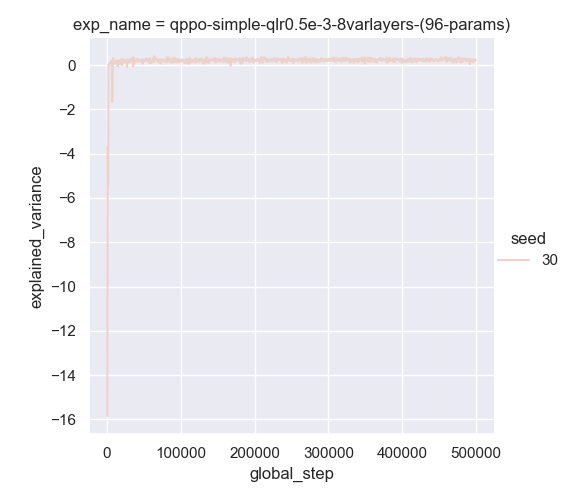 exp_name = qppo-simple-qlr0.5e-3-8varlayers-(96-params)
0
−2
−4
−6
−8
−10
−12
−14
−16
explained_variance
0 100000 200000 300000 400000 500000
global_step
seed
30